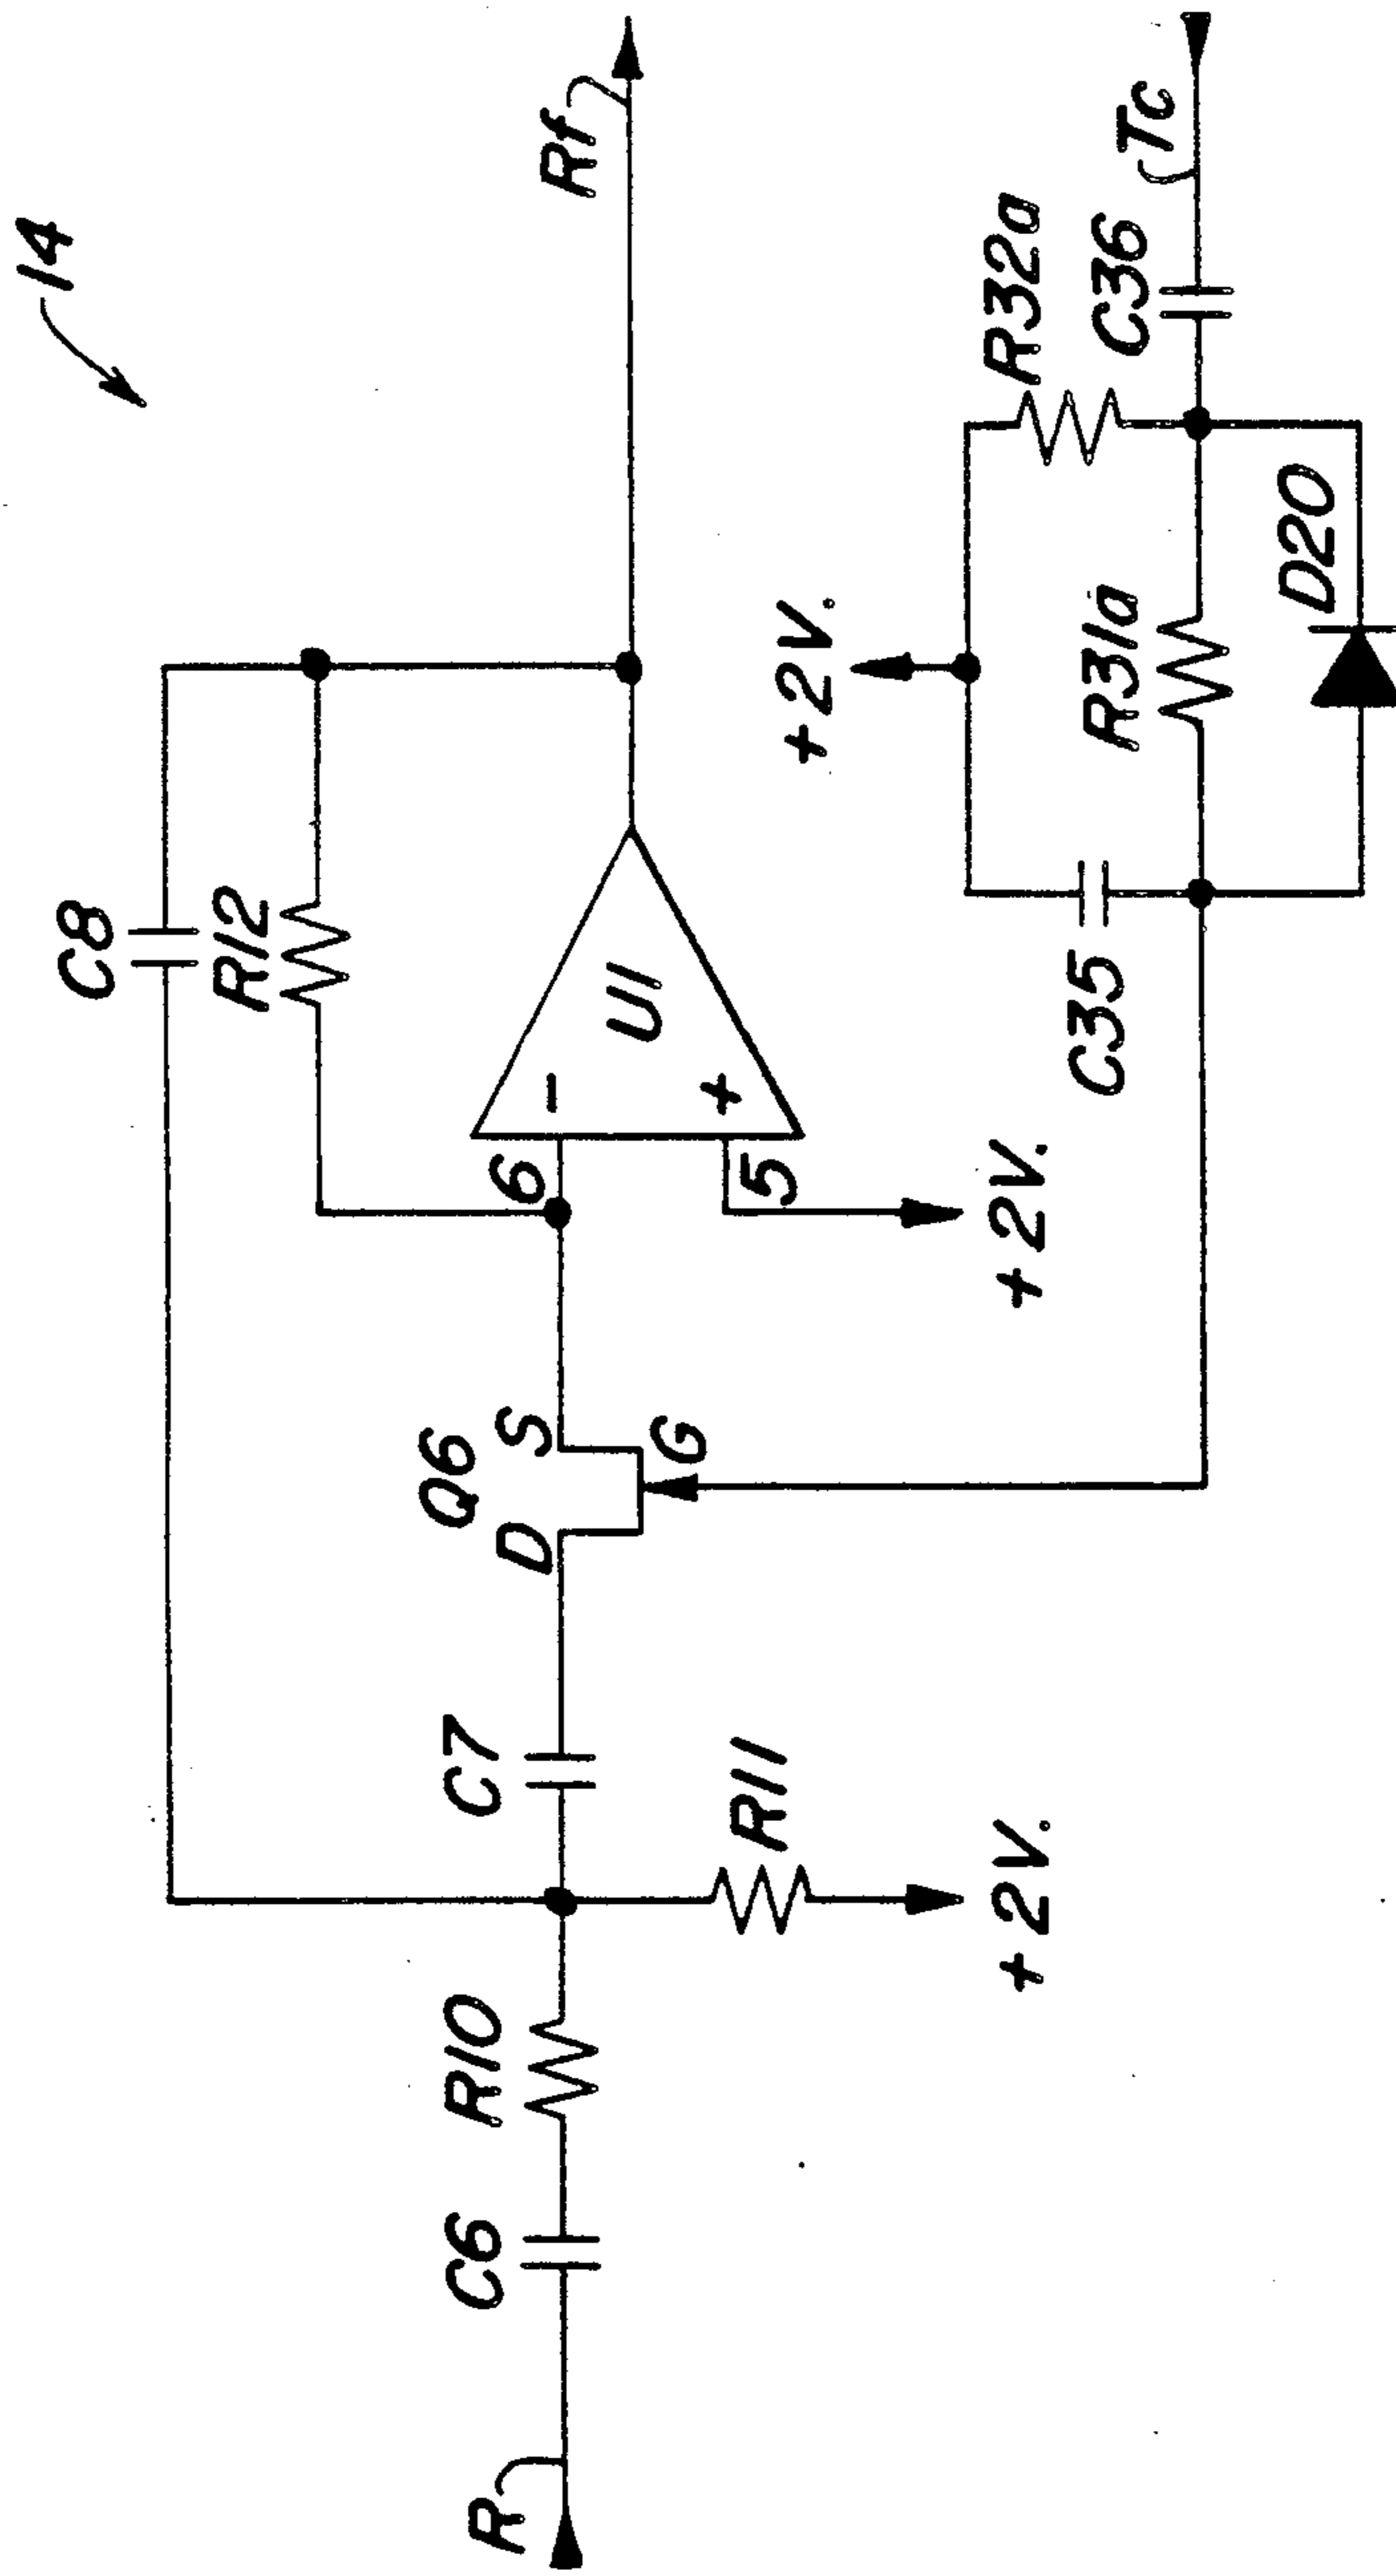 14
C8
R12
Rf
Q6
D
S
G
6
-
U1
+
5
+2V.
C7
R
C6
R10
R11
+2V.
+2V.
R32a
C35
R31a
C36
Tc
D20